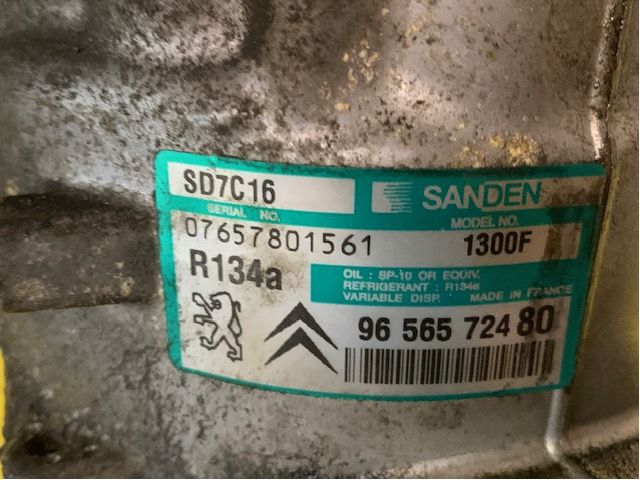 SD7C16
SANDEN
SERIAL NO.
MODEL NO.
07657801561
1300F
R134a
OIL : SP-10 OR EQUIV.
REFRIGERANT : R134a
VARIABLE DISP. MADE IN FRANCE
96 565 724 80